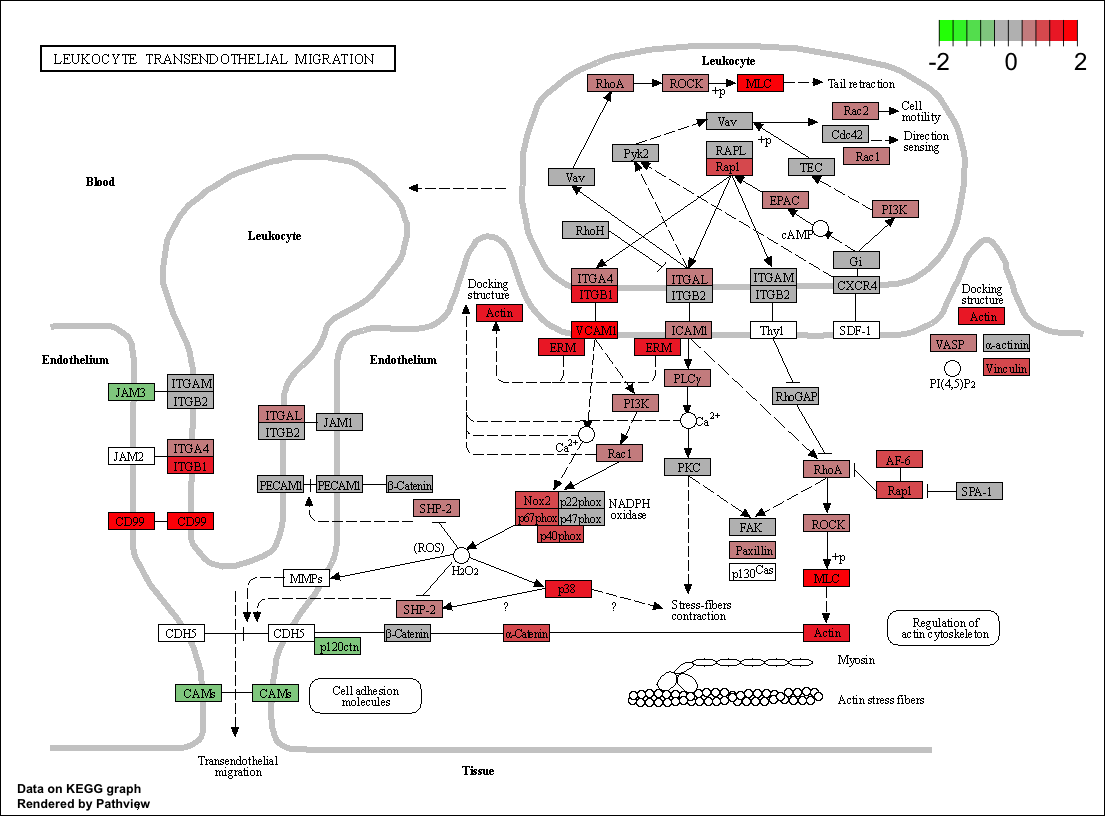 LEUKOCYTE TRANSENDOTHELIAL MIGRATION
-2 0 2
Leukocyte
RhoA ROCK +p MLC Tail retraction
Rac2 Cell
motility
Vav +p Cdc42 Direction
sensing
Pyk2 RAPL Rac1
Rap1 TEC
Vav
EPAC PI3K
RhoH cAMP
Gi
Blood
Leukocyte
ITGA4 ITGAL ITGAM CXCR4
ITGB1 ITGB2 ITGB2
Docking
structure
Actin
VCAM1 ICAM1 Thy1 SDF-1
ERM ERM
Docking
structure
Actin
VASP α-actinin
PI(4,5)P2 Vinculin
Endothelium
Endothelium
JAM3 ITGAM
ITGB2
ITGAL JAM1
ITGB2
JAM2 ITGA4
ITGB1
PLCγ
PI3K RhoGAP
Ca2+ Ca2+
Rac1 PKC RhoA AF-6
Rap1 SPA-1
PECAM1 PECAM1 β-Catenin
CD99 CD99
SHP-2
Nox2 p22phox NADPH
p67phox p47phox oxidase
p40phox
FAK ROCK
Paxillin
p130Cas
+p
(ROS)
H2O2
MMPs p38 MLC
SHP-2 ? ? Stress-fibers
contraction
CDH5 CDH5 β-Catenin α-Catenin Actin
p120ctn
Regulation of
actin cytoskeleton
CAMs CAMs Cell adhesion
molecules
Myosin
Actin stress fibers
Transendothelial
migration
Tissue
Data on KEGG graph
Rendered by Pathview